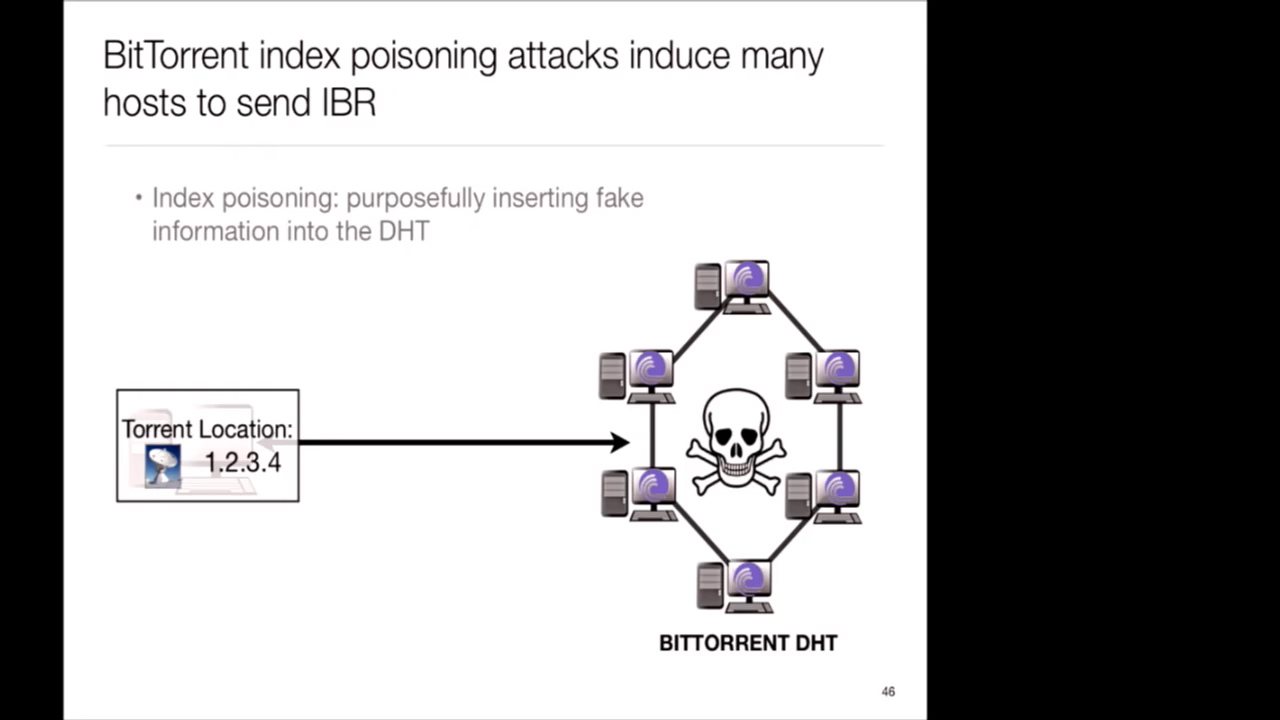 BitTorrent index poisoning attacks induce many
hosts to send IBR
• Index poisoning: purposefully inserting fake
information into the DHT
Torrent Location:
1.2.3.4
BITTORRENT DHT
46